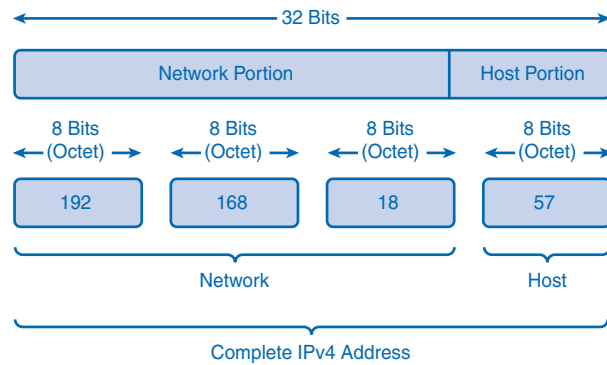 32 Bits
Network Portion Host Portion
8 Bits 8 Bits 8 Bits 8 Bits
(Octet) (Octet) (Octet) (Octet)
192 168 18 57
Network Host
Complete IPv4 Address